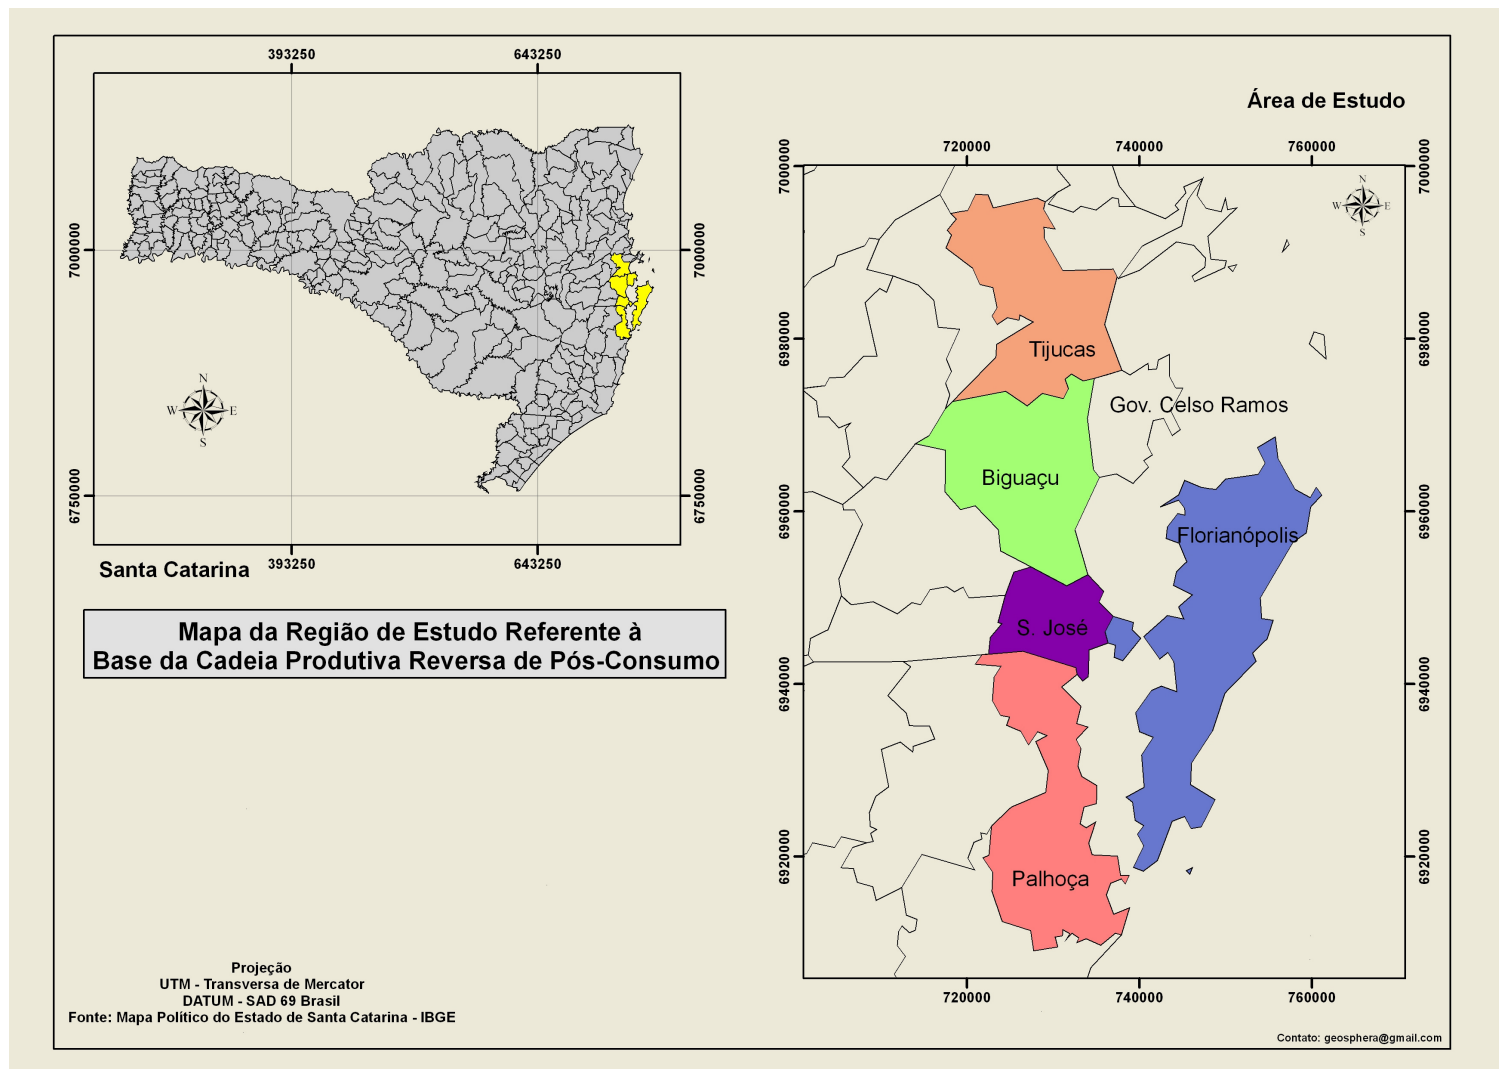 393250
643250
7000000
7000000
6750000
6750000
N
W
E
S
393250
643250
Santa Catarina
Mapa da Região de Estudo Referente à
Base da Cadeia Produtiva Reversa de Pós-Consumo
Projeção
UTM - Transversa de Mercator
DATUM - SAD 69 Brasil
Fonte: Mapa Político do Estado de Santa Catarina - IBGE
Área de Estudo
720000
740000
760000
7000000
7000000
N
W
E
S
6980000
6980000
Tijucas
Gov. Celso Ramos
Biguaçu
6960000
6960000
Florianópolis
S. José
6940000
6940000
6920000
6920000
Palhoça
720000
740000
760000
Contato: geosphera@gmail.com